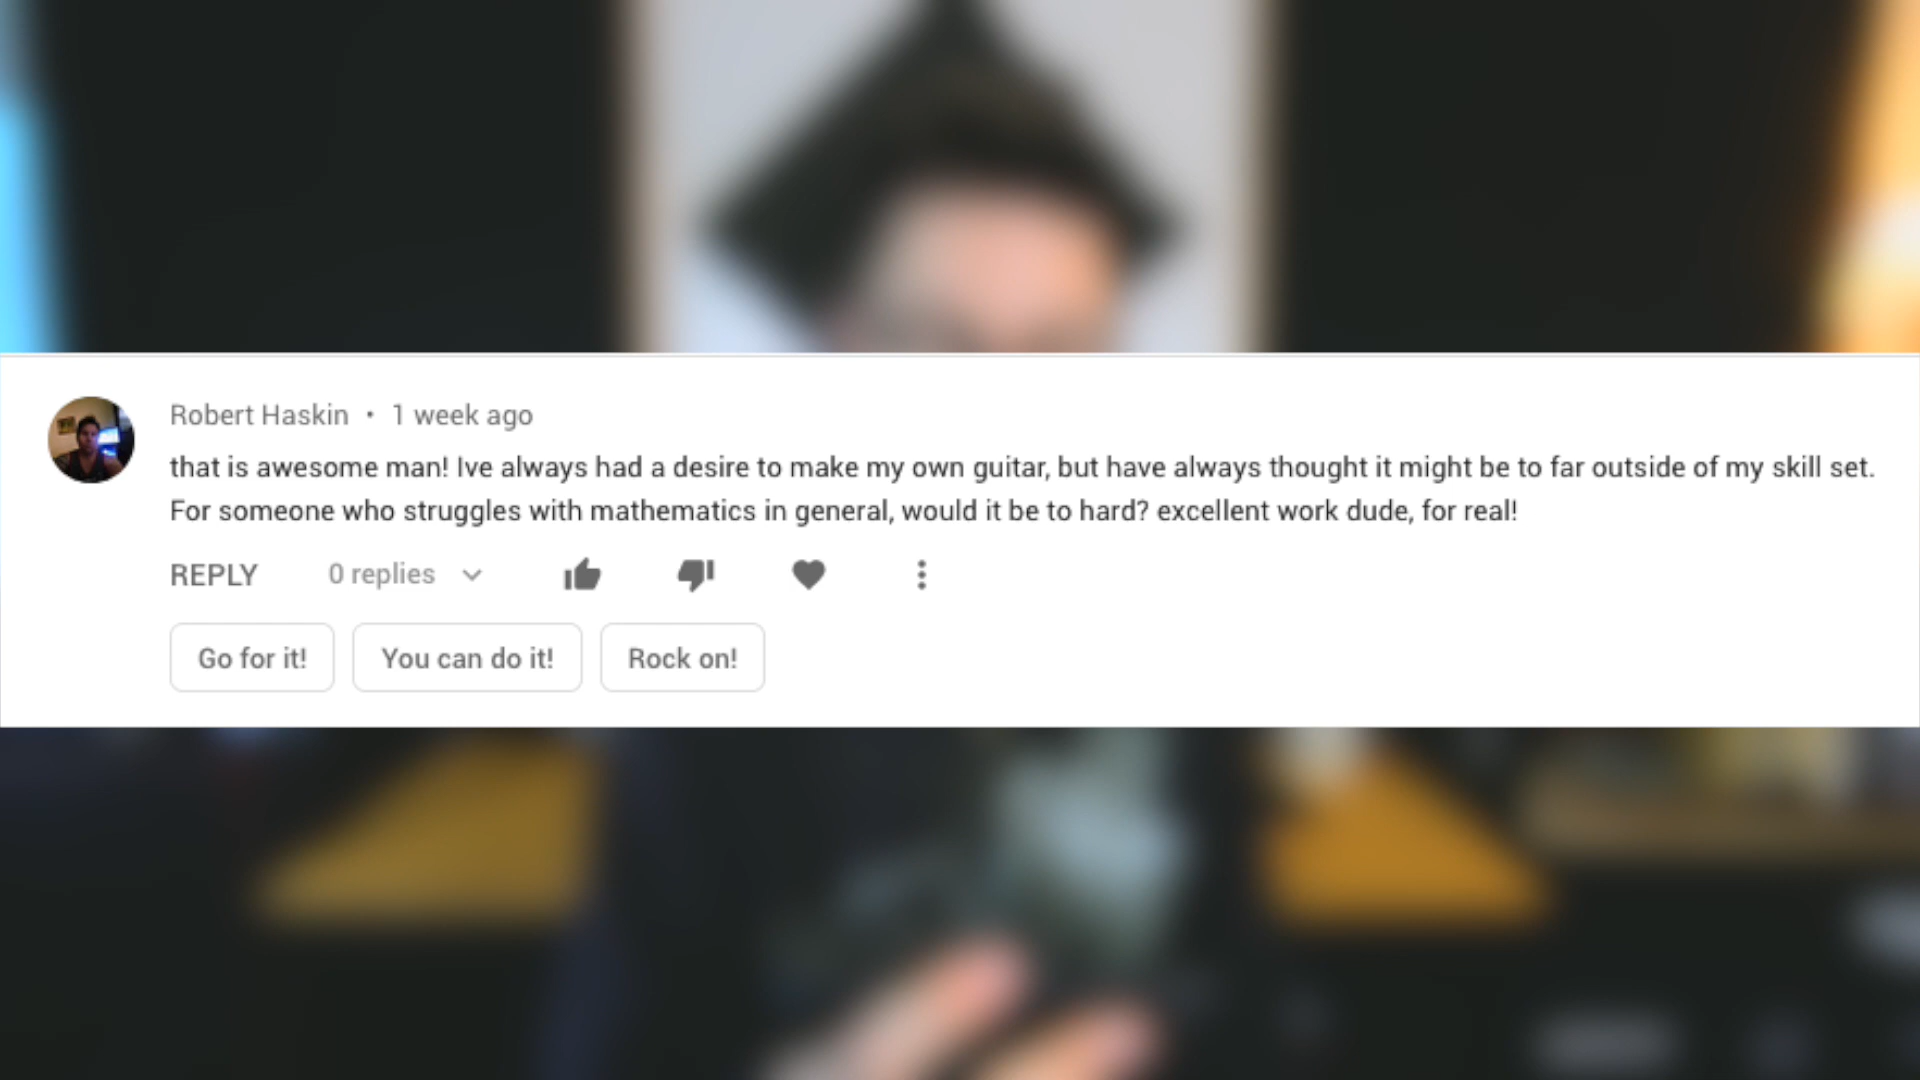 Robert Haskin • 1 week ago
that is awesome man! Ive always had a desire to make my own guitar, but have always thought it might be to far outside of my skill set.
For someone who struggles with mathematics in general, would it be to hard? excellent work dude, for real!
REPLY 0 replies
Go for it! You can do it! Rock on!